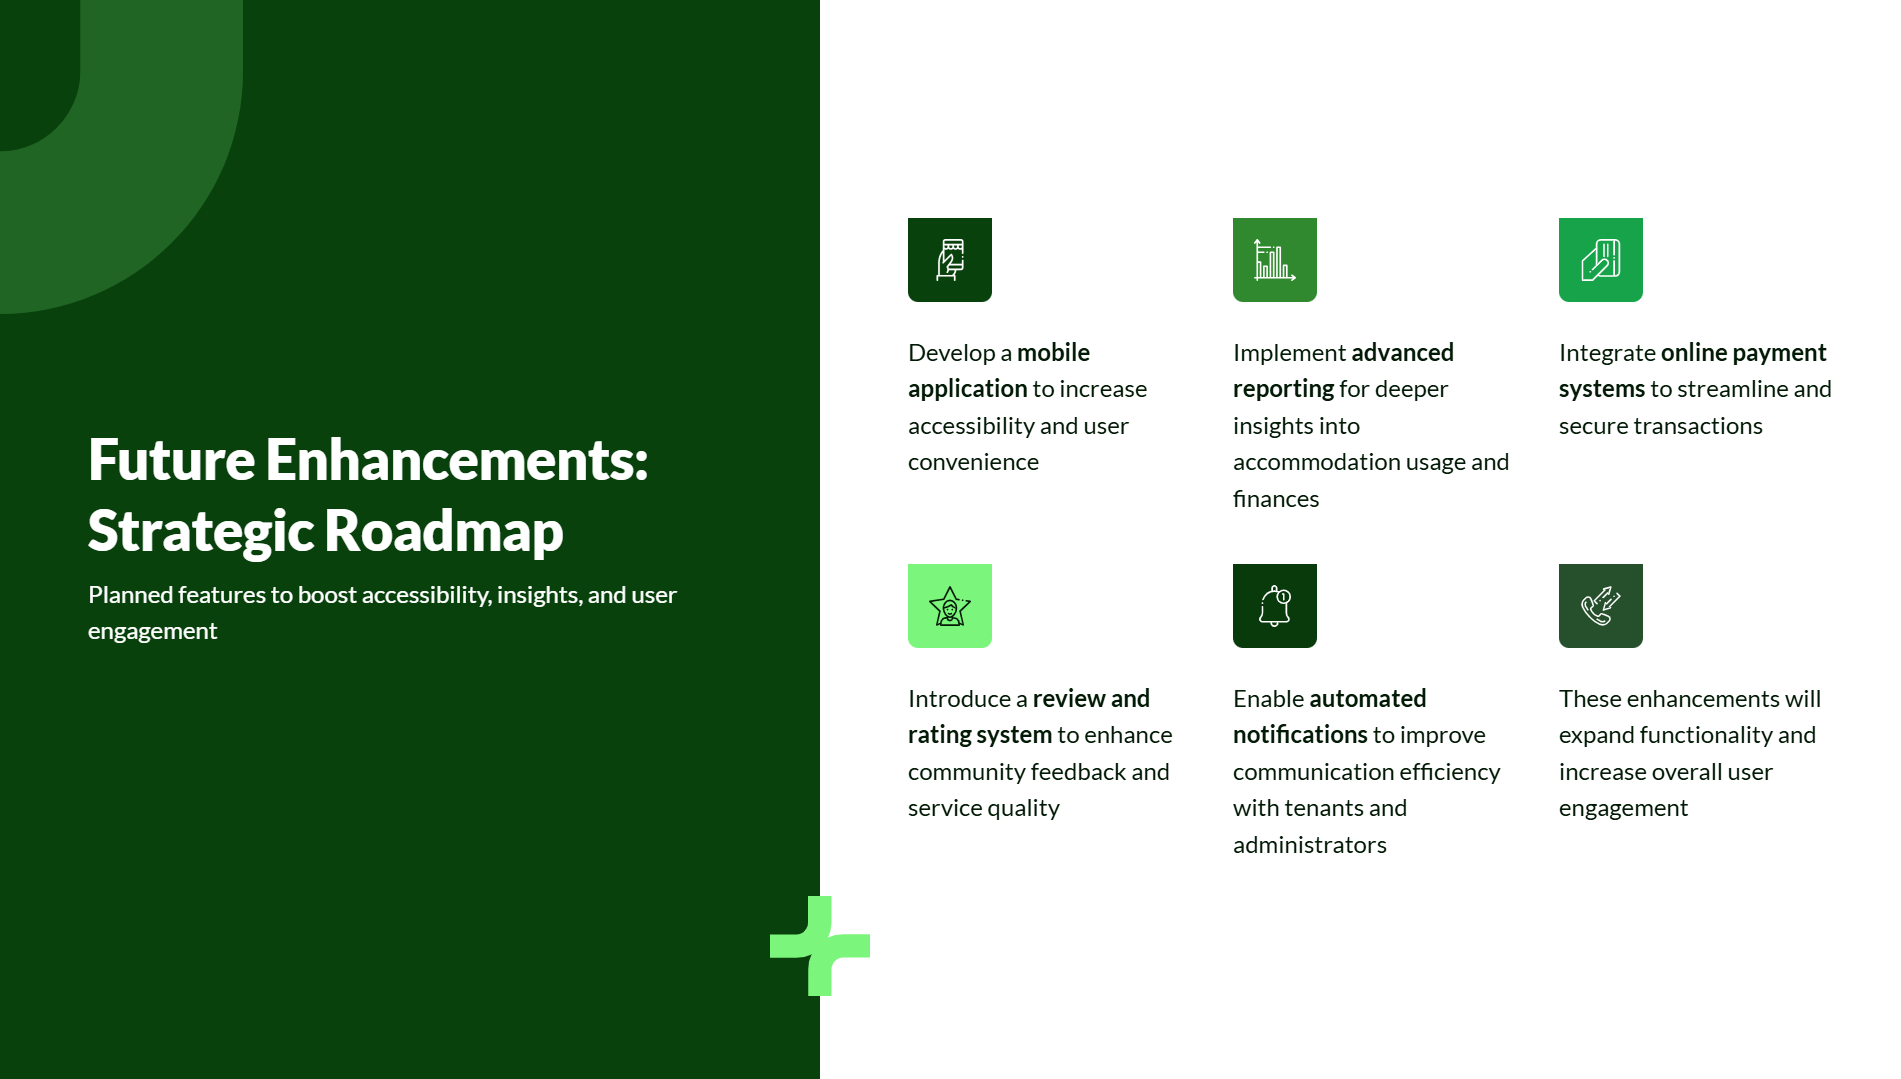 Future Enhancements:
Strategic Roadmap
Planned features to boost accessibility, insights, and user
engagement
Develop a mobile
application to increase
accessibility and user
convenience
Implement advanced
reporting for deeper
insights into
accommodation usage and
finances
Integrate online payment
systems to streamline and
secure transactions
Introduce a review and
rating system to enhance
community feedback and
service quality
1
Enable automated
notifications to improve
communication efficiency
with tenants and
administrators
These enhancements will
expand functionality and
increase overall user
engagement